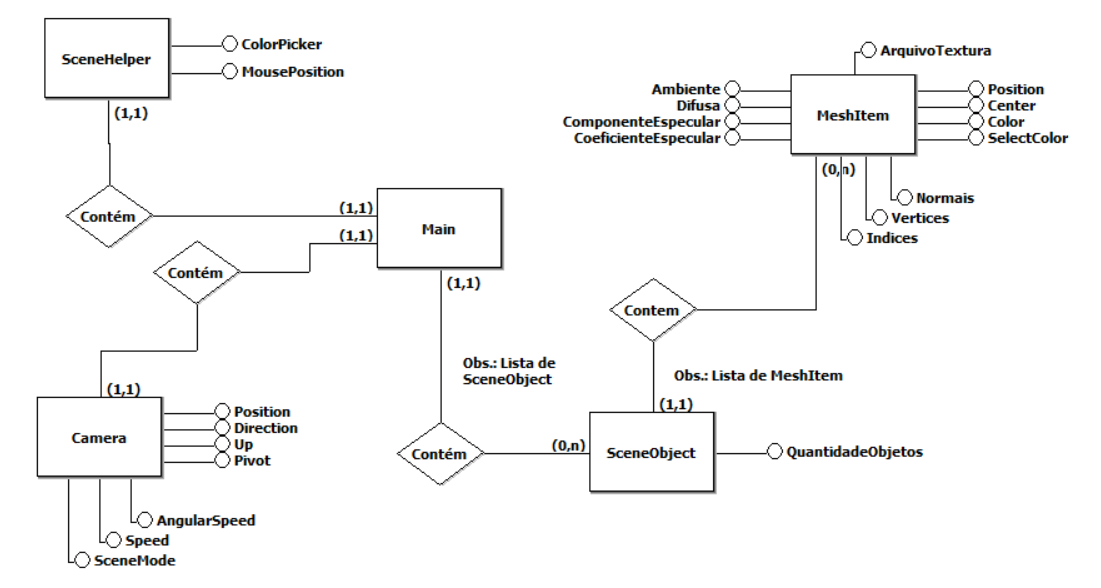 SceneHelper
ColorPicker
MousePosition
(1,1)
Contém
(1,1)
(1,1)
Main
Contém
(1,1)
(1,1)
Camera
Position
Direction
Up
Pivot
AngularSpeed
Speed
SceneMode
Obs.: Lista de
SceneObject
Contém
(0,n)
SceneObject
QuantidadeObjetos
(1,1)
Obs.: Lista de MeshItem
Contem
(0,n)
MeshItem
ArquivoTextura
Ambiente
Difusa
ComponenteEspecular
CoeficienteEspecular
Position
Center
Color
SelectColor
Normais
Vertices
Indices